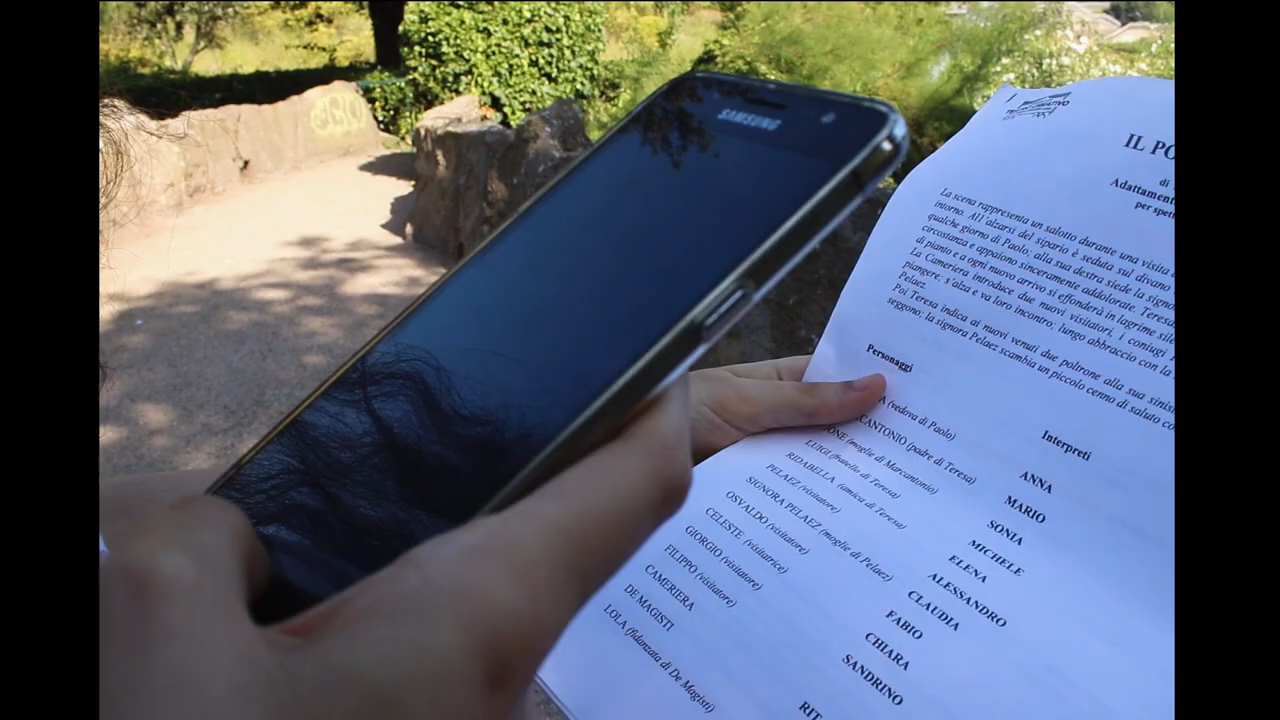 SAMSUNG
IL PO
di
Adattament
per spett
La scena rappresenta un salotto durante una visita d
intorno. All'alzarsi del sipario è seduta sul divano
qualche giorno di Paolo; alla sua destra siede la signo
circostanza e appaiono sinceramente addolorate. Teresa
di pianto e a ogni nuovo arrivo si effonderà in lagrime sile
piangere; s'alza e va loro incontro; lungo abbraccio con la
La Cameriera introduce due nuovi visitatori, i coniugi P
Pelaez.
Poi Teresa indica ai nuovi venuti due poltrone alla sua sinis
seggono; la signora Pelaez scambia un piccolo cenno di saluto co
Personaggi
Interpreti
A (vedova di Paolo)
ANNA
CANTONIO (padre di Teresa)
MARIO
ONE (moglie di Marcantonio)
SONIA
LUIGI (fratello di Teresa)
MICHELE
RIDABELLA (amica di Teresa)
ELENA
PELAEZ (visitatore)
ALESSANDRO
SIGNORA PELAEZ (moglie di Pelaez)
CLAUDIA
OSVALDO (visitatore)
FABIO
CELESTE (visitatrice)
CHIARA
GIORGIO (visitatore)
SANDRINO
FILIPPO (visitatore)
RIT
CAMERIERA
DE MAGISTI
LOLA (fidanzata di De Magisti)